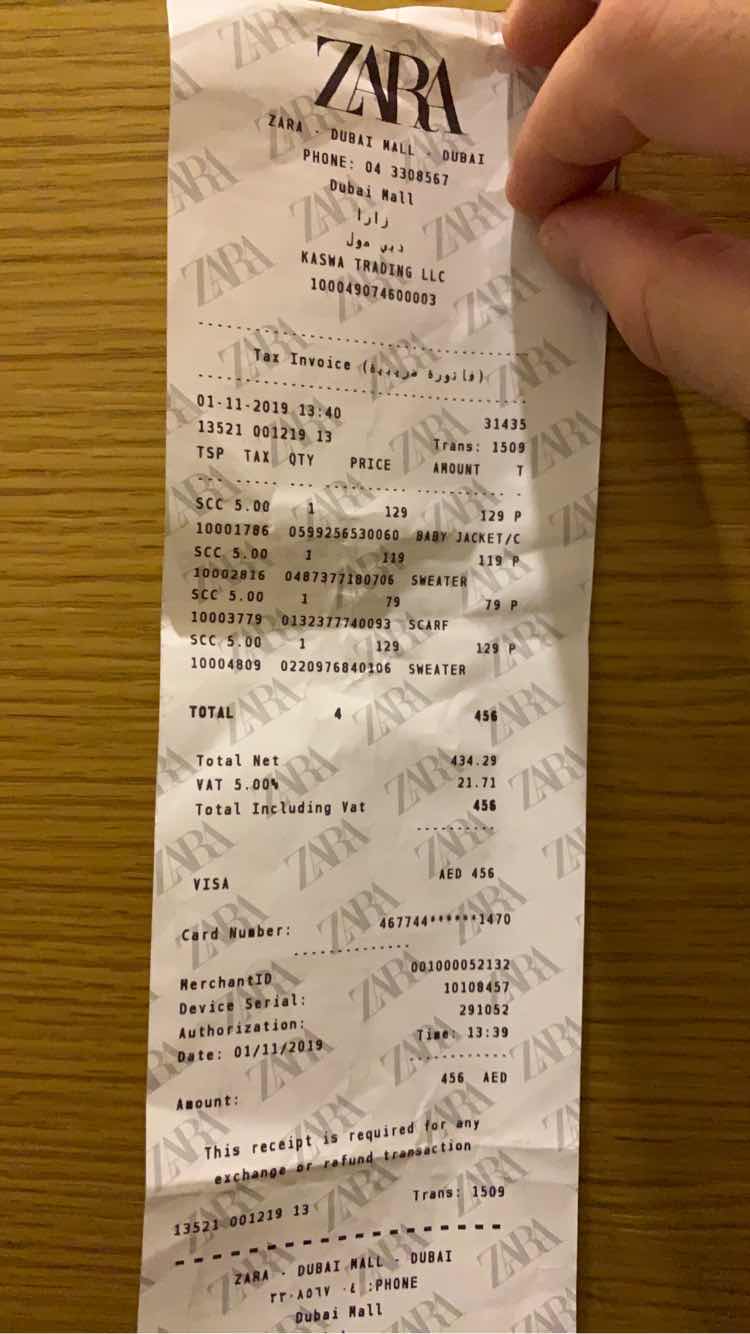 ZARA
ZARA - DUBAI MALL - DUBAI
PHONE: 04 3308567
Dubai Mall
زارا
دبي مول
KASWA TRADING LLC
100049074600003
Tax Invoice (فاتورة ضريبية)
01-11-2019 13:40 31435
13521 001219 13 Trans: 1509
TSP TAX QTY PRICE AMOUNT T
SCC 5.00 1 129 129 P
10001786 0599256530060 BABY JACKET/C
SCC 5.00 1 119 119 P
10002816 0487377180706 SWEATER
SCC 5.00 1 79 79 P
10003779 0132377740093 SCARF
SCC 5.00 1 129 129 P
10004809 0220976840106 SWEATER
TOTAL 4 456
Total Net 434.29
VAT 5.00% 21.71
Total Including Vat 456
VISA AED 456
Card Number: 467744******1470
MerchantID 001000052132
Device Serial: 10108457
Authorization: 291052
Date: 01/11/2019 Time: 13:39
Amount: 456 AED
This receipt is required for any
exchange or refund transaction
13521 001219 13 Trans: 1509
ZARA - DUBAI MALL - DUBAI
٣٣٠٨٥٦٧ ٠٤ :PHONE
Dubai Mall